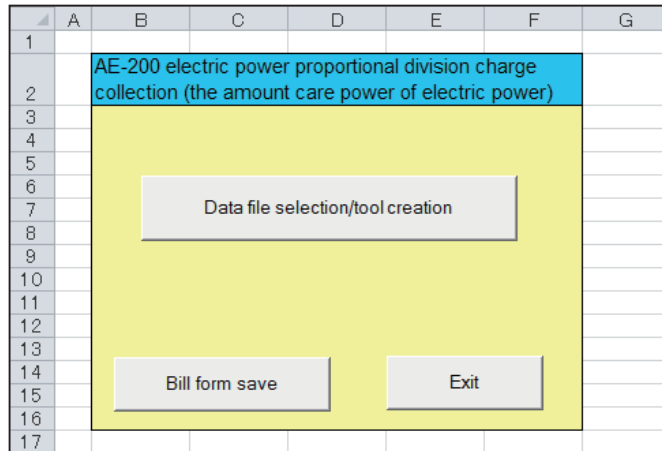 A B C D E F G
1
AE-200 electric power proportional division charge
2 collection (the amount care power of electric power)
3
4
5
6
7 Data file selection/tool creation
8
9
10
11
12
13
14 Bill form save Exit
15
16
17